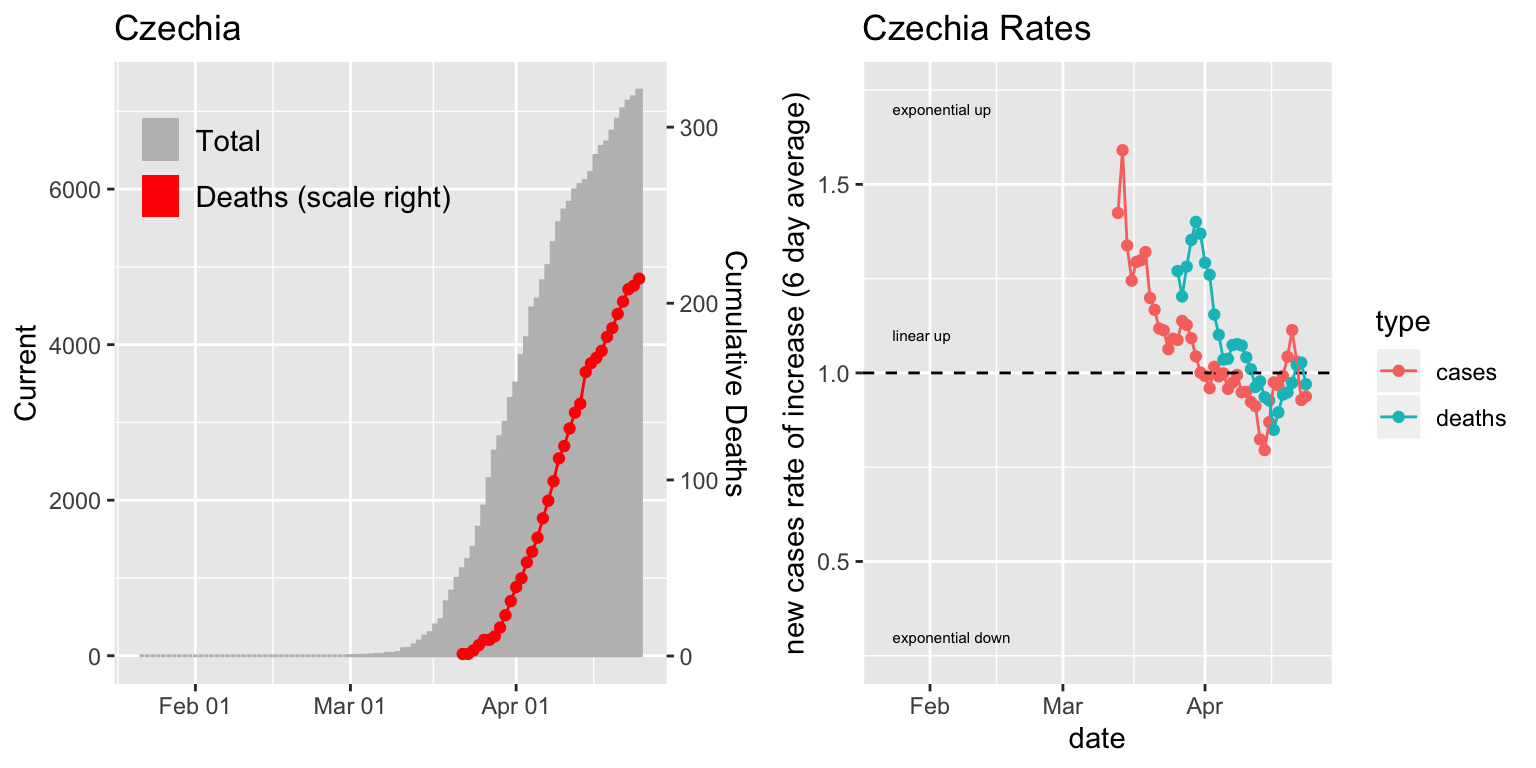 Czechia
Total
Deaths (scale right)
Current
6000
4000
2000
0
300
200
100
0
Cumulative Deaths
Feb 01
Mar 01
Apr 01
Czechia Rates
new cases rate of increase (6 day average)
1.5
1.0
0.5
exponential up
linear up
exponential down
Feb
Mar
Apr
date
type
cases
deaths